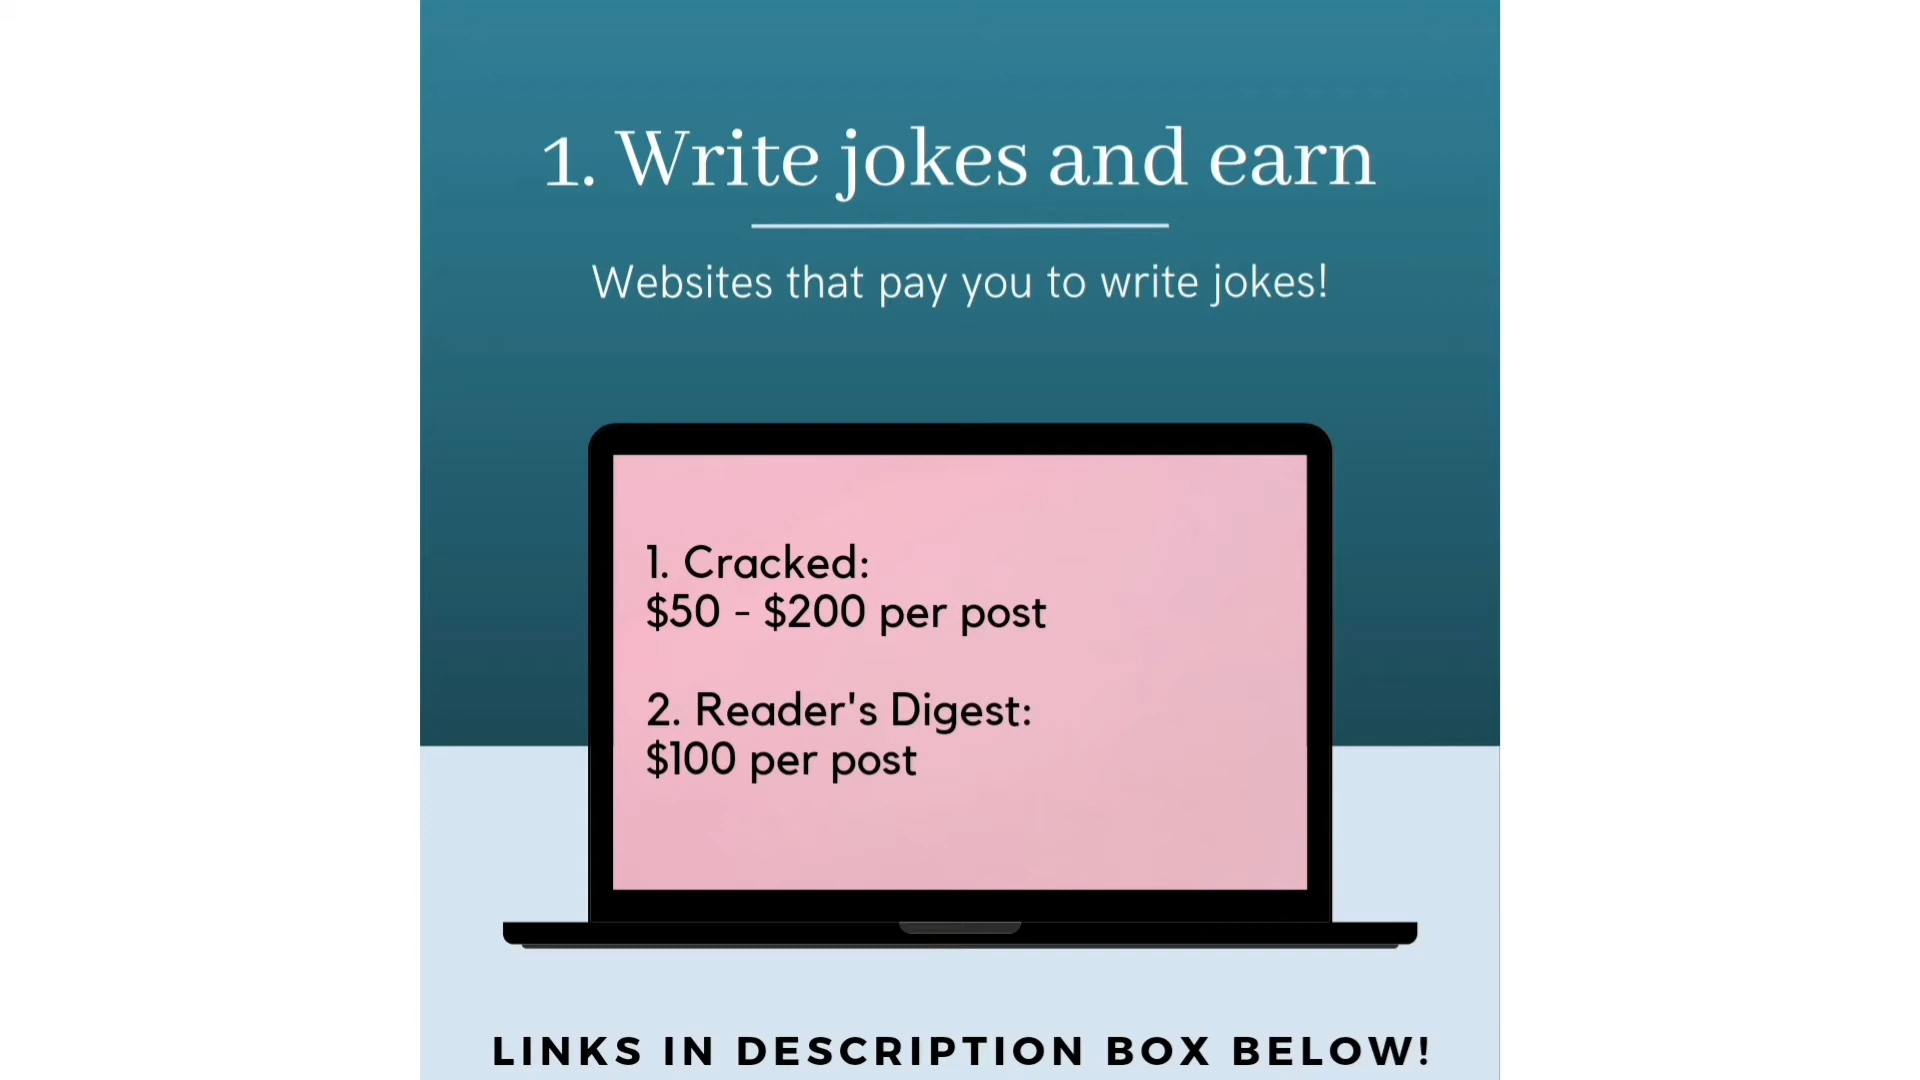 1. Write jokes and earn
Websites that pay you to write jokes!
1. Cracked:
$50 - $200 per post
2. Reader's Digest:
$100 per post
LINKS IN DESCRIPTION BOX BELOW!